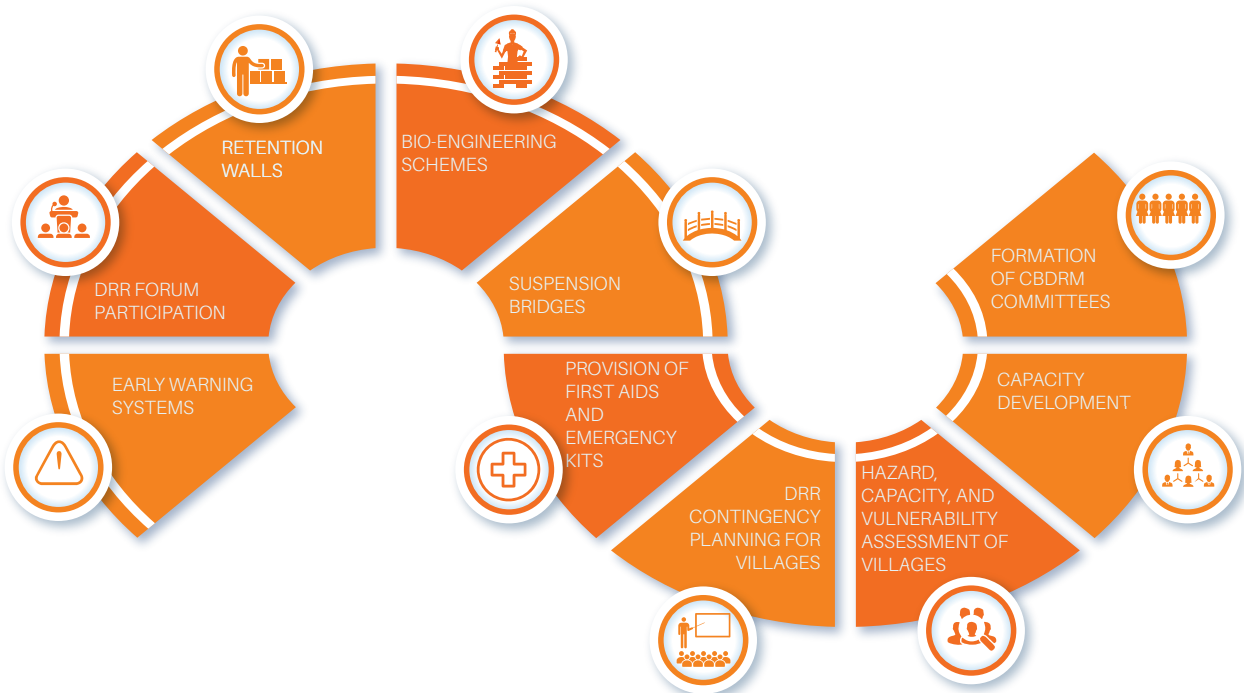 EARLY WARNING
SYSTEMS
DRR FORUM
PARTICIPATION
RETENTION
WALLS
BIO-ENGINEERING
SCHEMES
SUSPENSION
BRIDGES
PROVISION OF
FIRST AIDS
AND
EMERGENCY
KITS
DRR
CONTINGENCY
PLANNING FOR
VILLAGES
HAZARD,
CAPACITY, AND
VULNERABILITY
ASSESSMENT OF
VILLAGES
CAPACITY
DEVELOPMENT
FORMATION
OF CBDRM
COMMITTEES